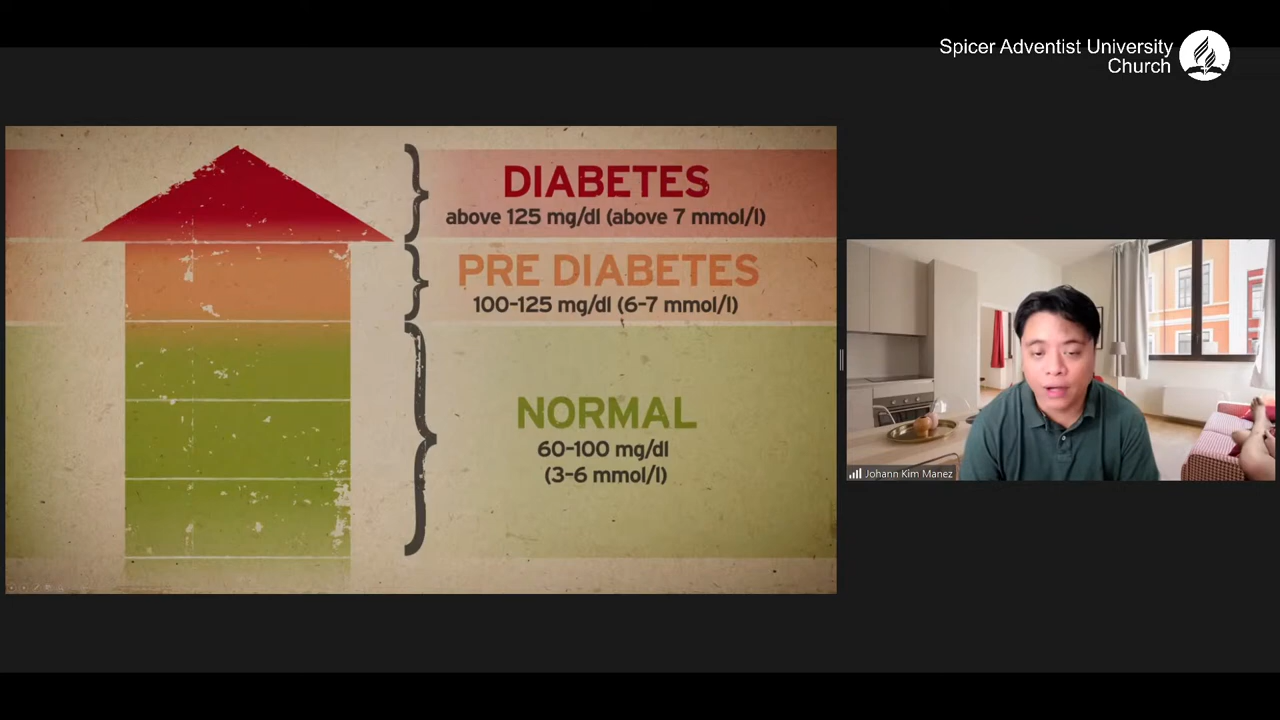 Spicer Adventist University
Church
DIABETES
above 125 mg/dl (above 7 mmol/l)
PRE DIABETES
100-125 mg/dl (6-7 mmol/l)
NORMAL
60-100 mg/dl
(3-6 mmol/l)
Johann Kim Manez